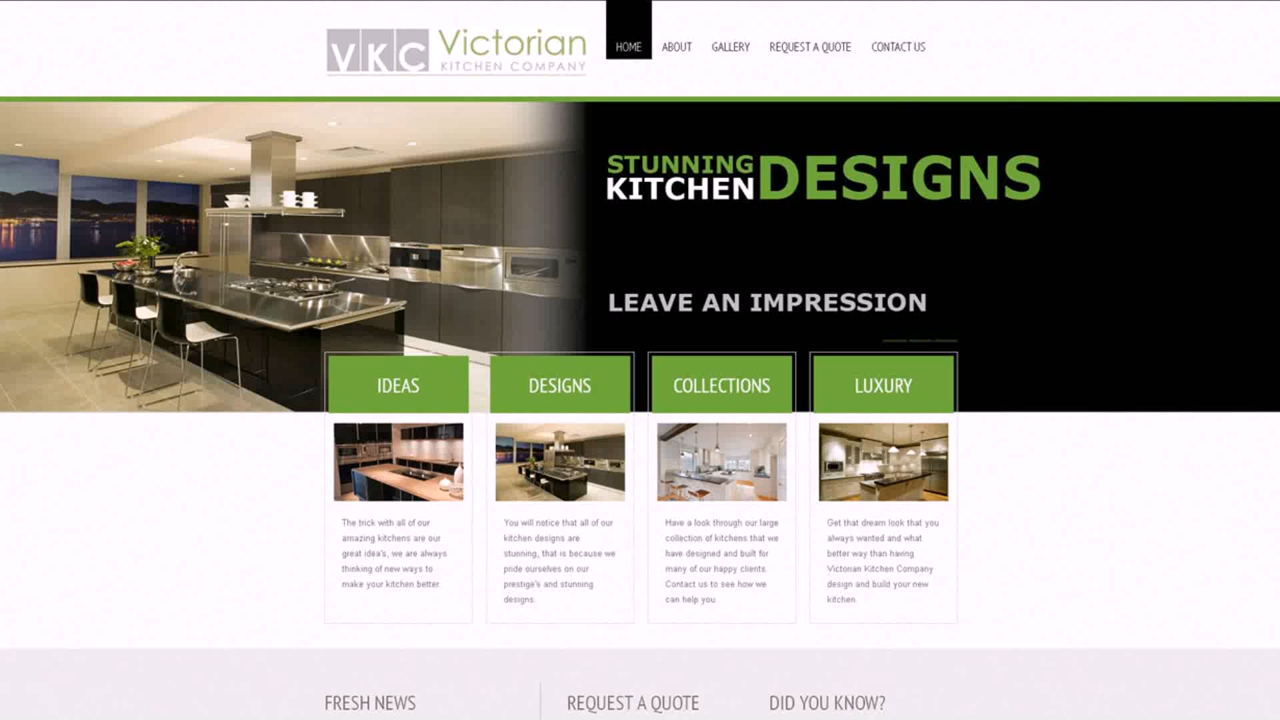 VKC Victorian
KITCHEN COMPANY
HOME ABOUT GALLERY REQUEST A QUOTE CONTACT US
STUNNING
KITCHEN DESIGNS
LEAVE AN IMPRESSION
IDEAS
The trick with all of our
amazing kitchens are our
great idea's, we are always
thinking of new ways to
make your kitchen better.
DESIGNS
You will notice that all of our
kitchen designs are
stunning, that is because we
pride ourselves on our
prestige's and stunning
designs.
COLLECTIONS
Have a look through our large
collection of kitchens that we
have designed and built for
many of our happy clients.
Contact us to see how we
can help you.
LUXURY
Get that dream look that you
always wanted and what
better way than having
Victorian Kitchen Company
design and build your new
kitchen.
FRESH NEWS
REQUEST A QUOTE
DID YOU KNOW?